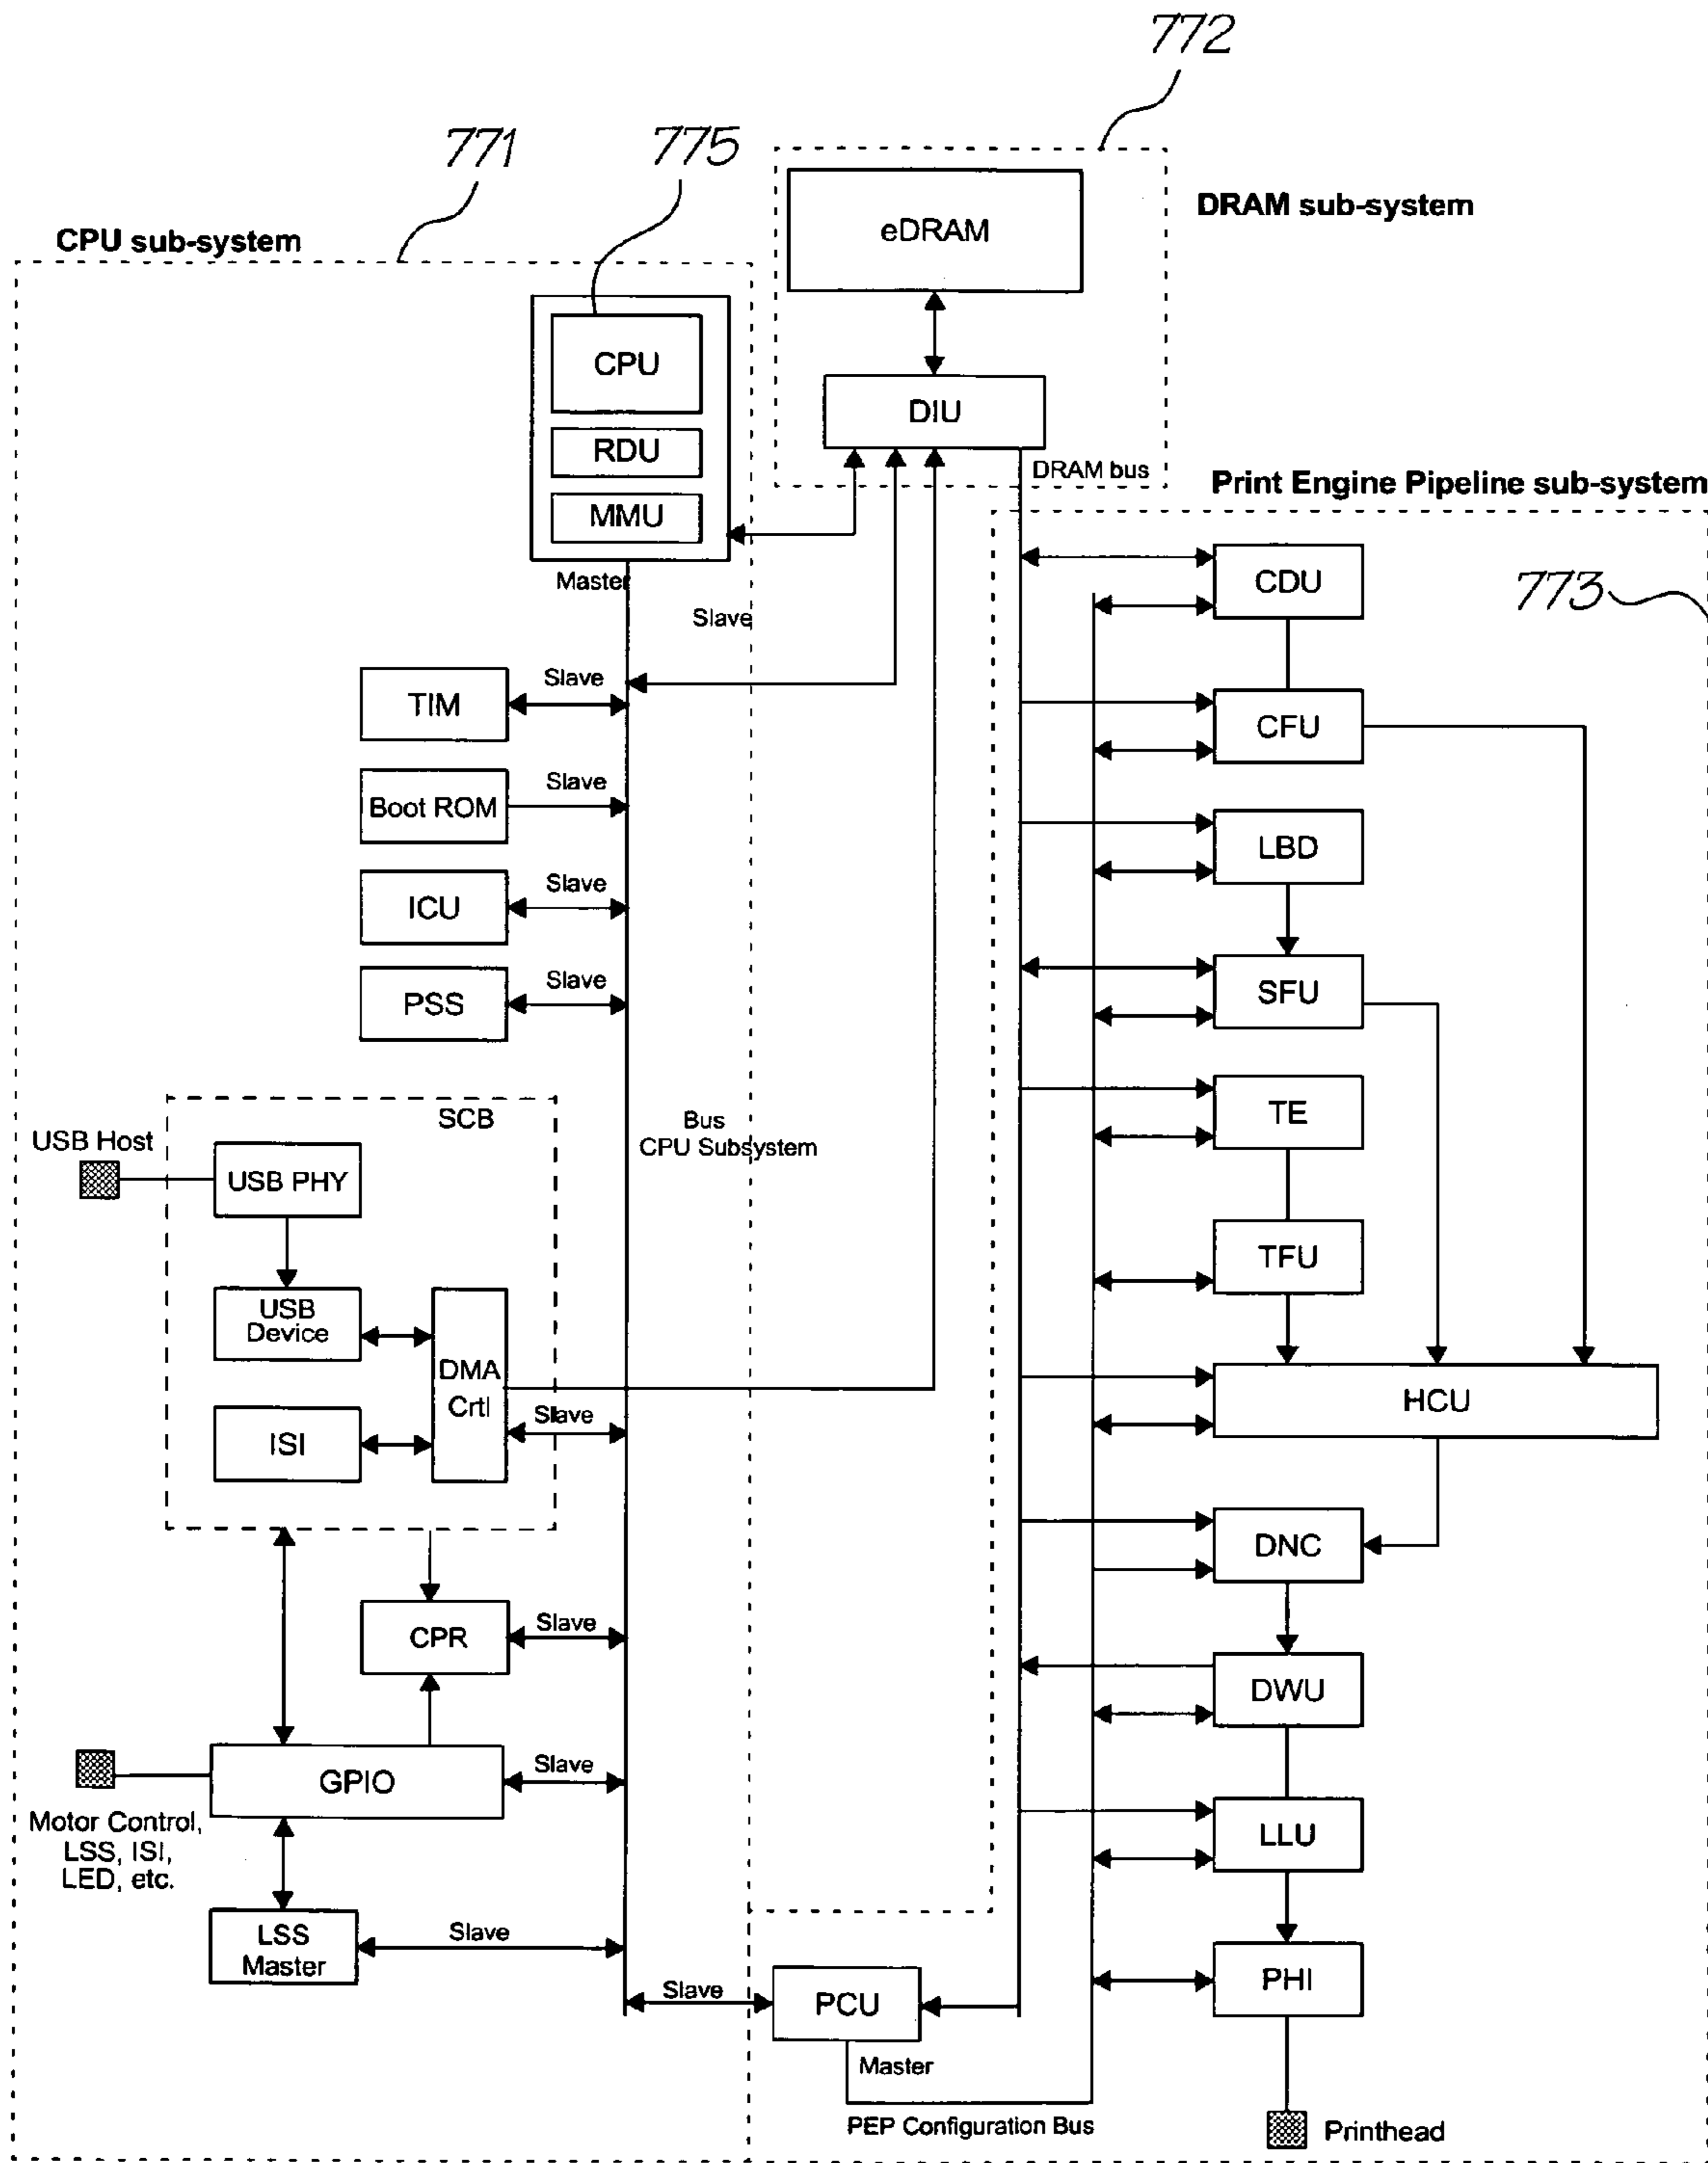 772
771
775
DRAM sub-system
CPU sub-system
eDRAM
CPU
DIU
RDU
DRAM bus
Print Engine Pipeline sub-system
MMU
Master
CDU
773
Slave
TIM
Slave
CFU
Boot ROM
Slave
LBD
ICU
Slave
PSS
Slave
SFU
SCB
Bus
CPU Subsystem
TE
USB Host
USB PHY
TFU
USB
Device
DMA
Crtl
HCU
ISI
Slave
DNC
CPR
Slave
DWU
GPIO
Slave
Motor Control,
LSS, ISI,
LED, etc.
LLU
LSS
Master
Slave
PHI
Slave
PCU
Master
PEP Configuration Bus
Printhead